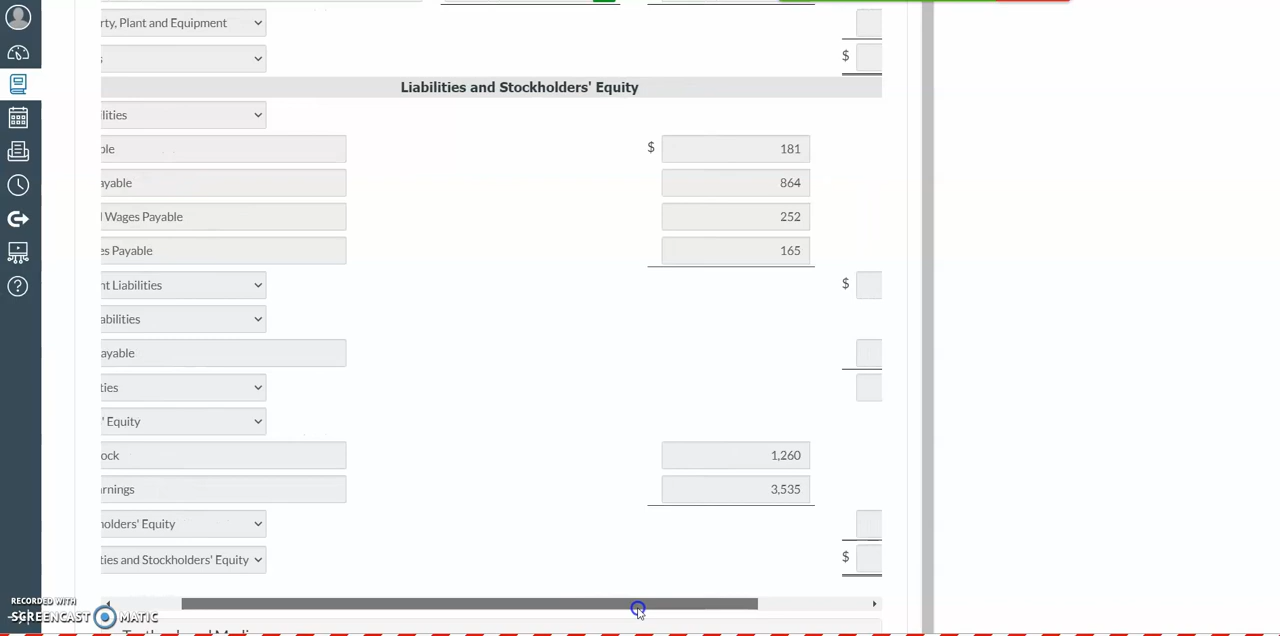 rty, Plant and Equipment
s
$
Liabilities and Stockholders' Equity
ilities
ble $ 181
ayable 864
l Wages Payable 252
es Payable 165
nt Liabilities $
abilities
ayable
ties
' Equity
ock 1,260
rnings 3,535
holders' Equity
ties and Stockholders' Equity $
RECORDED WITH
SCREENCAST MATIC